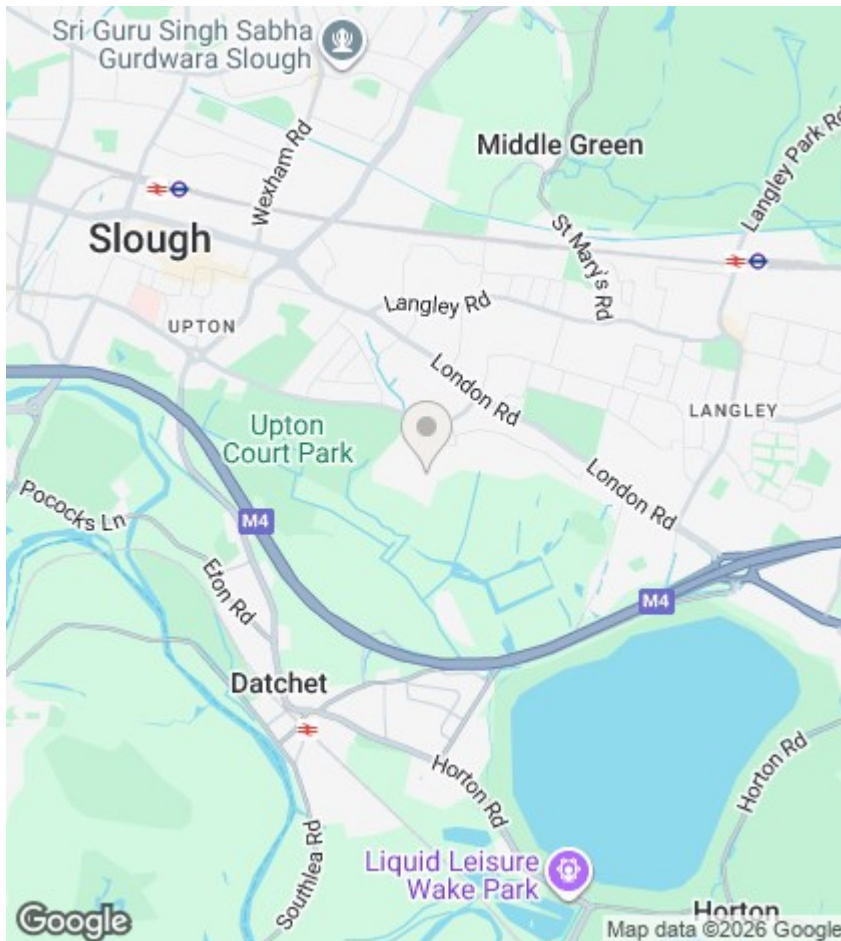 Sri Guru Singh Sabha
Gurdwara Slough
Middle Green
Langley Park Rd
Wexham Rd
St Mary's Rd
Slough
Langley Rd
UPTON
London Rd
LANGLEY
Upton
Court Park
London Rd
Pococks Ln
M4
Eton Rd
M4
Datchet
Horton Rd
Horton Rd
Southlea Rd
Liquid Leisure
Wake Park
Horton
Google
Map data ©2026 Google